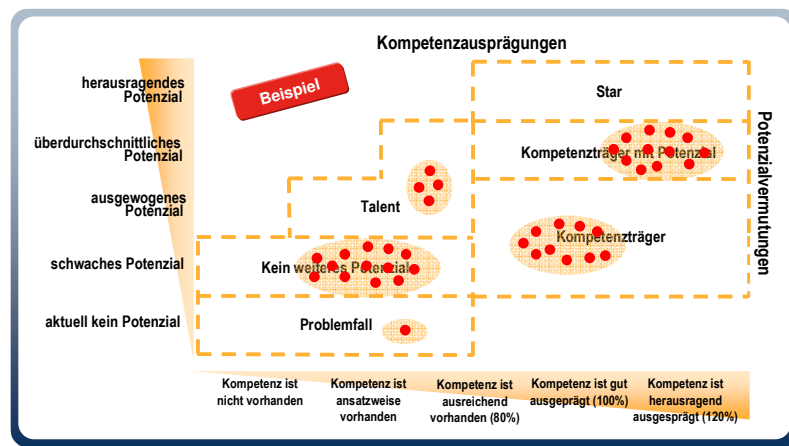 Kompetenzausprägungen
herausragendes
Potenzial
Beispiel
Star
überdurchschnittliches
Potenzial
Kompetenzträger mit Potenzial
ausgewogenes
Potenzial
Talent
Kompetenzträger
schwaches Potenzial
Kein weiteres Potenzial
aktuell kein Potenzial
Problemfall
Potenzialvermutungen
Kompetenz ist
nicht vorhanden
Kompetenz ist
ansatzweise
vorhanden
Kompetenz ist
ausreichend
vorhanden (80%)
Kompetenz ist gut
ausgeprägt (100%)
Kompetenz ist
herausragend
ausgesprägt (120%)